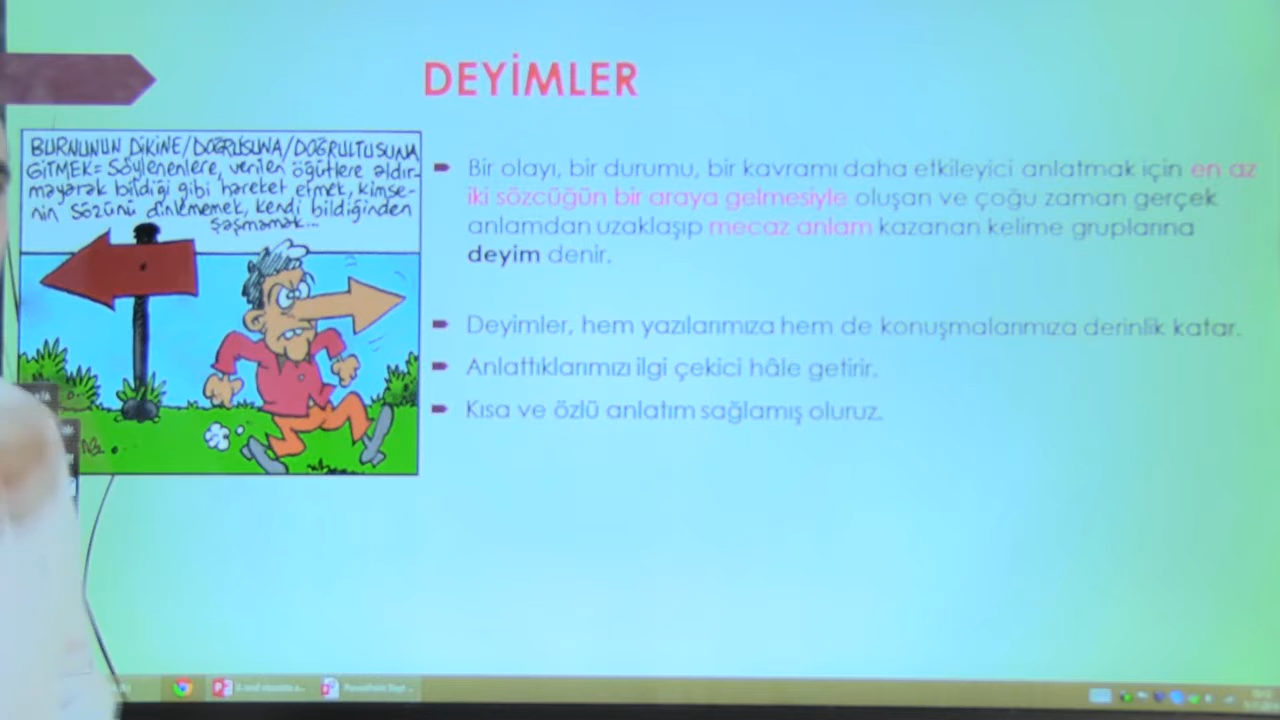 DEYİMLER
BURNUNUN DİKİNE/DOĞRUSUNA/DOĞRULTUSUNA
GİTMEK= Söylenenlere, verilen öğütlere aldır-
mayarak bildiği gibi hareket etmek, kimse-
nin sözünü dinlememek, kendi bildiğinden
şaşmamak...
Bir olayı, bir durumu, bir kavramı daha etkileyici anlatmak için en az
iki sözcüğün bir araya gelmesiyle oluşan ve çoğu zaman gerçek
anlamdan uzaklaşıp mecaz anlam kazanan kelime gruplarına
deyim denir.
Deyimler, hem yazılarımıza hem de konuşmalarımıza derinlik katar.
Anlattıklarımızı ilgi çekici hâle getirir.
Kısa ve özlü anlatım sağlamış oluruz.